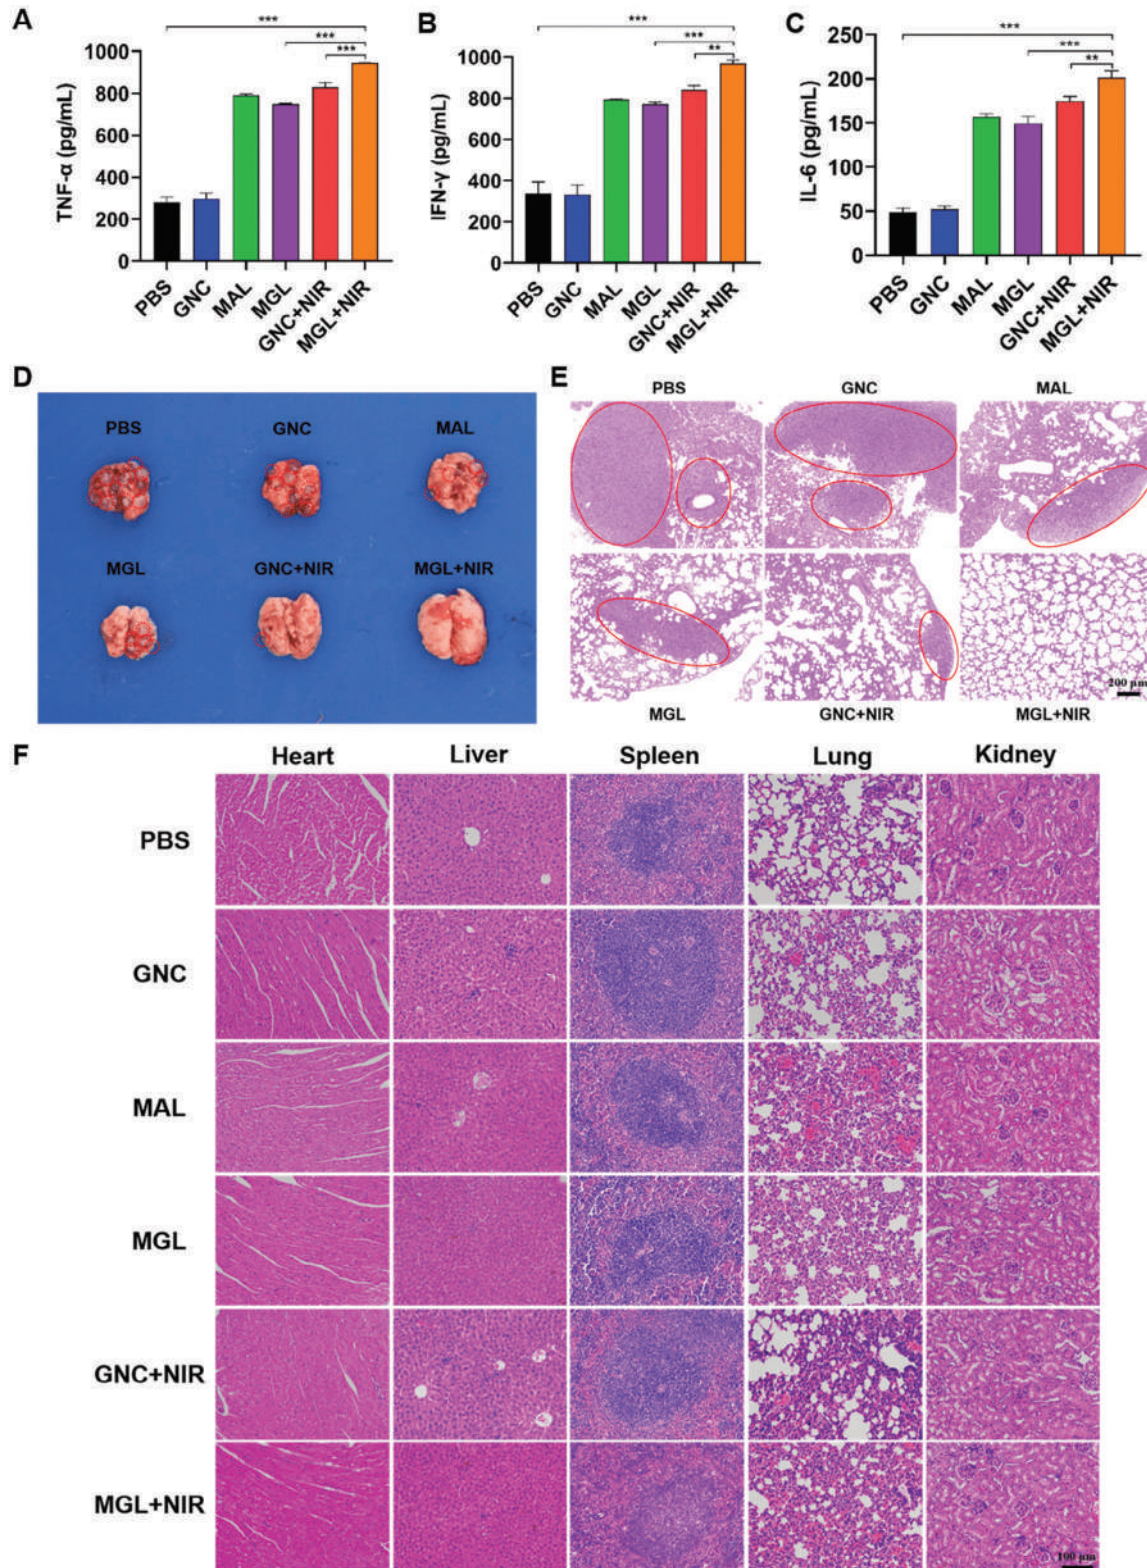 A
TNF-α (pg/mL)
1000
800
600
400
200
0
***
***
***
PBS
GNC
MAL
MGL
GNC+NIR
MGL+NIR
B
IFN-γ (pg/mL)
1000
800
600
400
200
0
***
***
**
PBS
GNC
MAL
MGL
GNC+NIR
MGL+NIR
C
IL-6 (pg/mL)
250
200
150
100
50
0
***
***
**
PBS
GNC
MAL
MGL
GNC+NIR
MGL+NIR
D
PBS GNC MAL
MGL GNC+NIR MGL+NIR
E
PBS GNC MAL
200 μm
MGL GNC+NIR MGL+NIR
F
Heart Liver Spleen Lung Kidney
PBS
GNC
MAL
MGL
GNC+NIR
MGL+NIR
100 μm